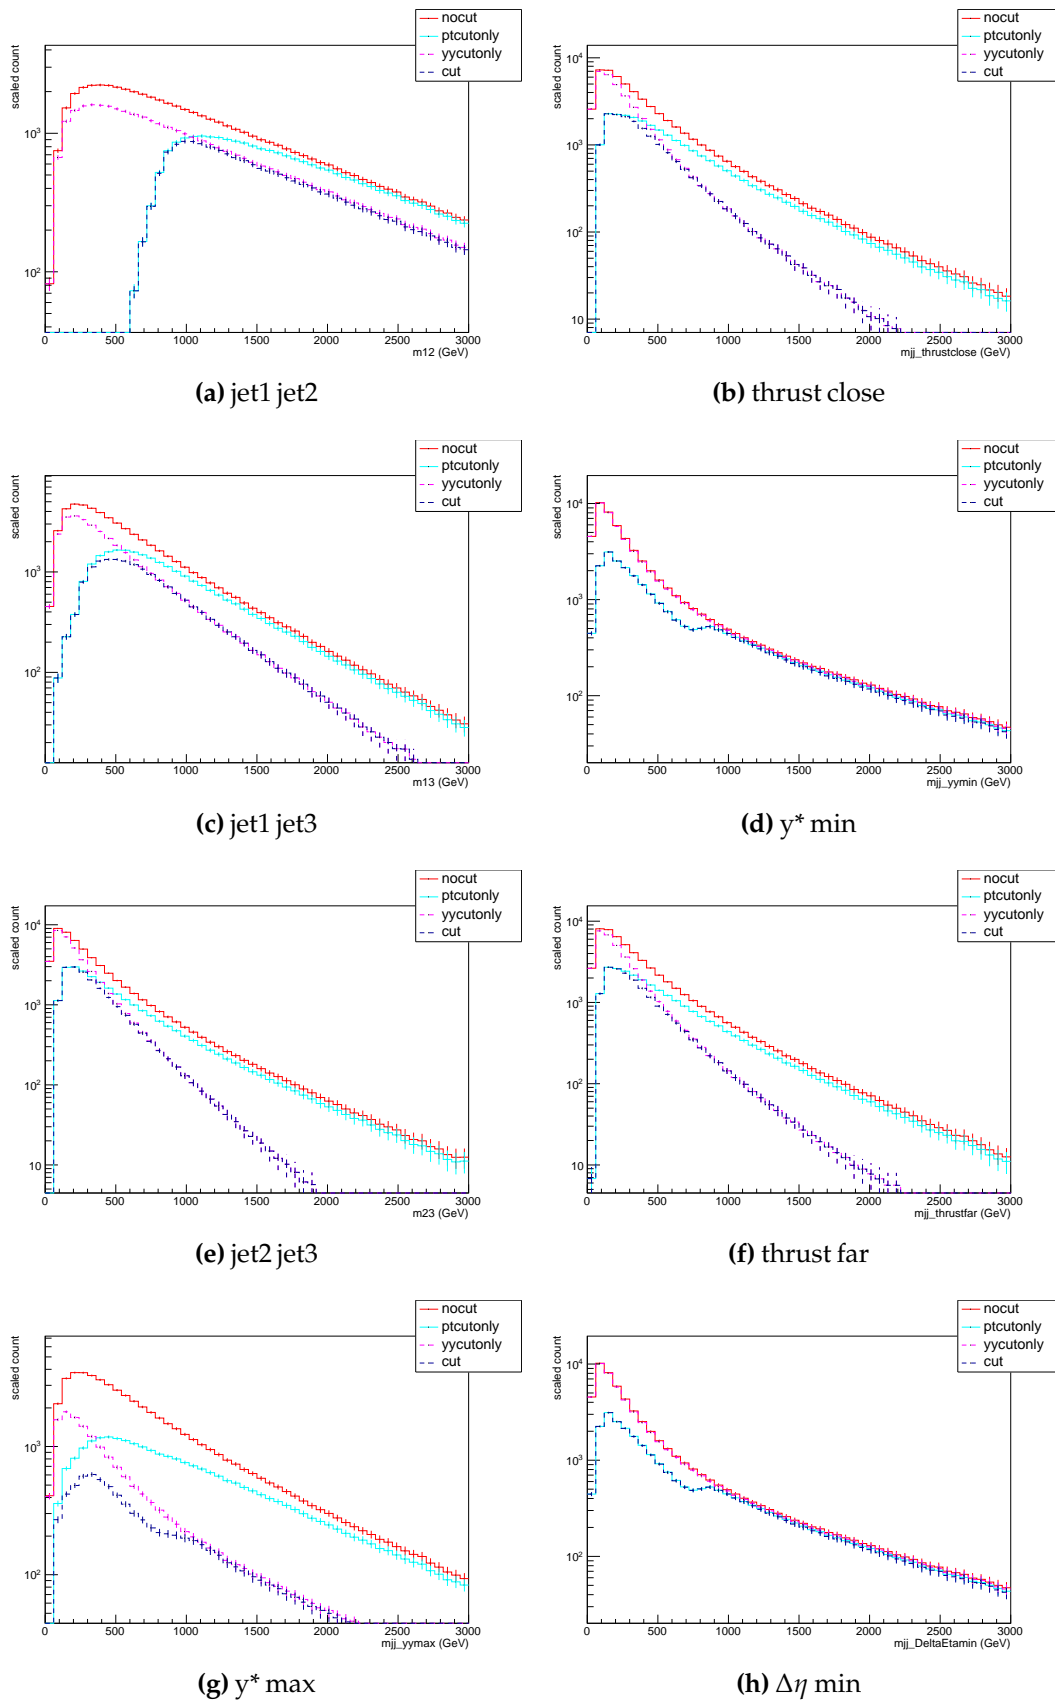 nocut
ptcutonly
yycutonly
cut
scaled count
10³
10²
0 500 1000 1500 2000 2500 3000
m12 (GeV)
(a) jet1 jet2
nocut
ptcutonly
yycutonly
cut
scaled count
10⁴
10³
10²
10
0 500 1000 1500 2000 2500 3000
mjj_thrustclose (GeV)
(b) thrust close
nocut
ptcutonly
yycutonly
cut
scaled count
10³
10²
0 500 1000 1500 2000 2500 3000
m13 (GeV)
(c) jet1 jet3
nocut
ptcutonly
yycutonly
cut
scaled count
10⁴
10³
10²
0 500 1000 1500 2000 2500 3000
mjj_yymin (GeV)
(d) y* min
nocut
ptcutonly
yycutonly
cut
scaled count
10⁴
10³
10²
10
0 500 1000 1500 2000 2500 3000
m23 (GeV)
(e) jet2 jet3
nocut
ptcutonly
yycutonly
cut
scaled count
10⁴
10³
10²
10
0 500 1000 1500 2000 2500 3000
mjj_thrustfar (GeV)
(f) thrust far
nocut
ptcutonly
yycutonly
cut
scaled count
10³
10²
0 500 1000 1500 2000 2500 3000
mjj_yymax (GeV)
(g) y* max
nocut
ptcutonly
yycutonly
cut
scaled count
10⁴
10³
10²
0 500 1000 1500 2000 2500 3000
mjj_DeltaEtamin (GeV)
(h) Δη min